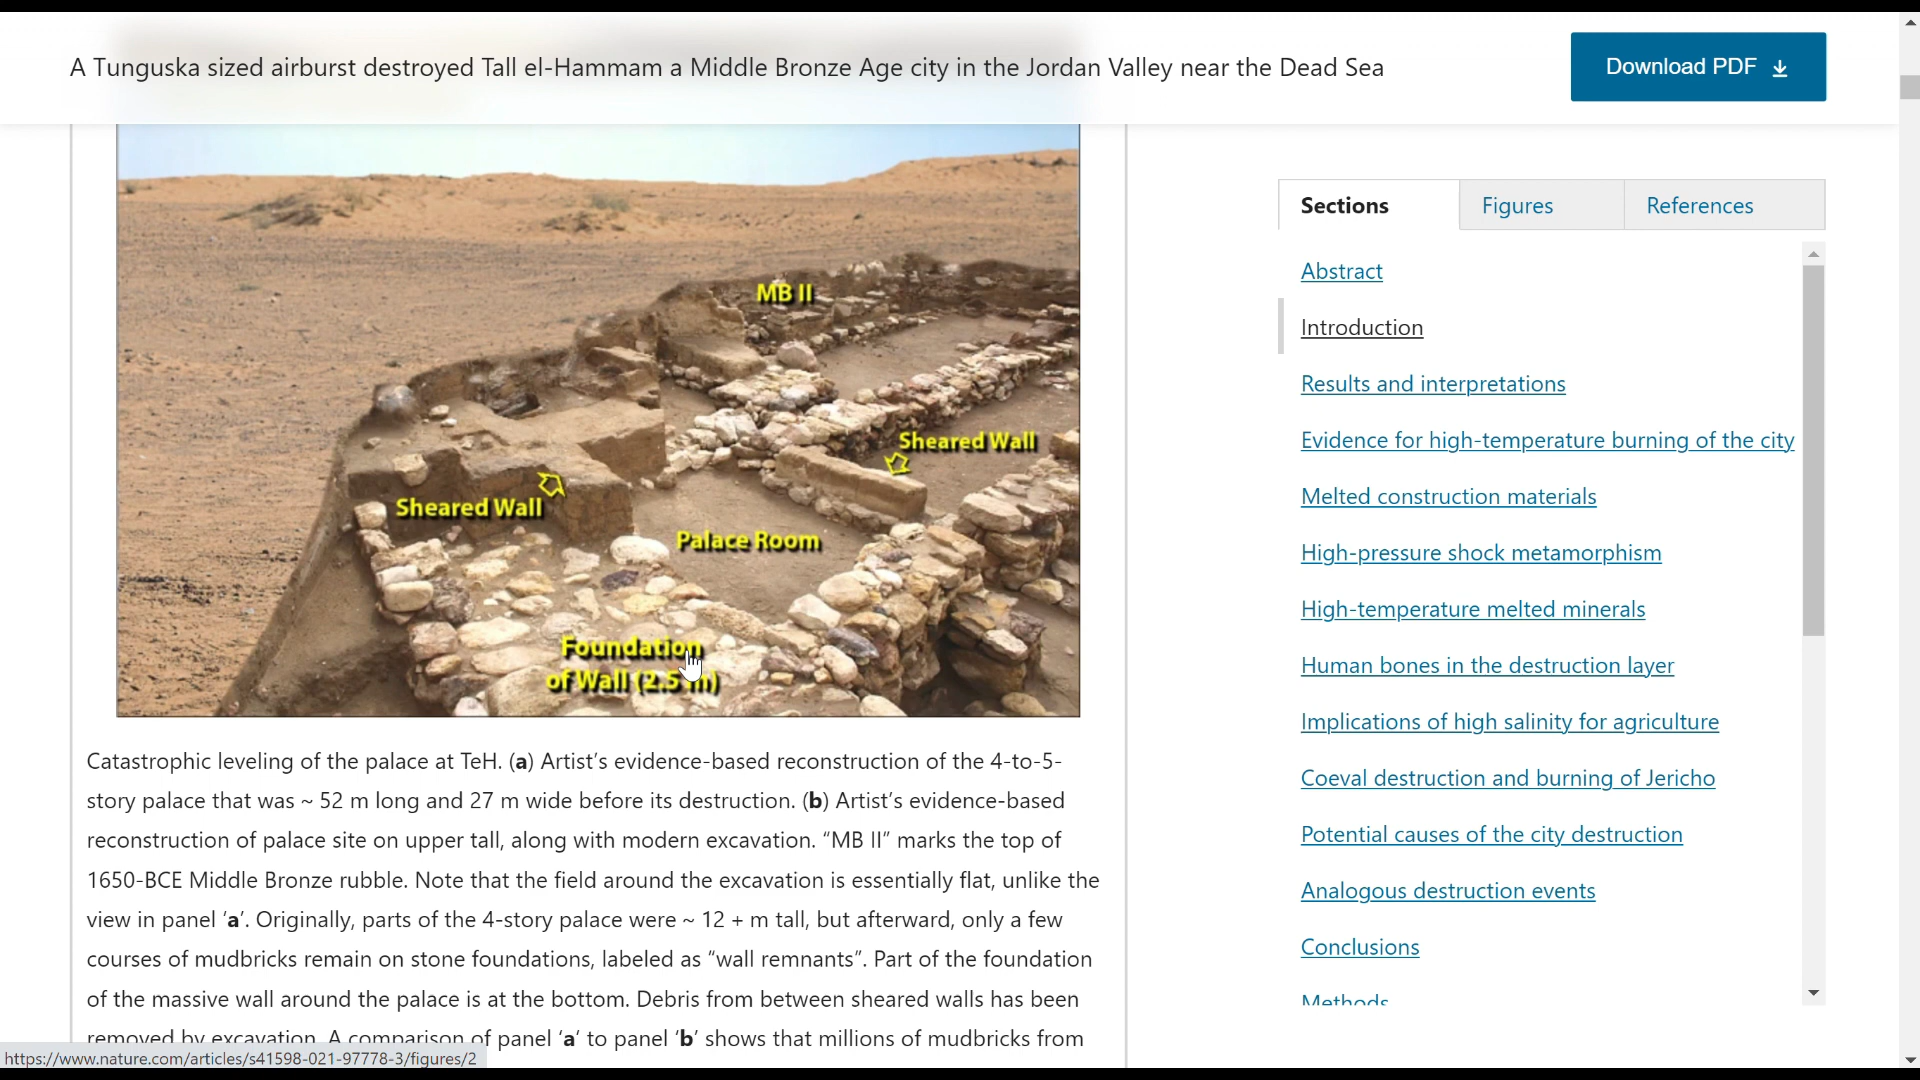 A Tunguska sized airburst destroyed Tall el-Hammam a Middle Bronze Age city in the Jordan Valley near the Dead Sea
Download PDF
MB II
Sheared Wall
Sheared Wall
Palace Room
Foundation
of Wall (2.5 m)
Catastrophic leveling of the palace at TeH. (a) Artist’s evidence-based reconstruction of the 4-to-5-
story palace that was ~ 52 m long and 27 m wide before its destruction. (b) Artist’s evidence-based
reconstruction of palace site on upper tall, along with modern excavation. “MB II” marks the top of
1650-BCE Middle Bronze rubble. Note that the field around the excavation is essentially flat, unlike the
view in panel ‘a’. Originally, parts of the 4-story palace were ~ 12 + m tall, but afterward, only a few
courses of mudbricks remain on stone foundations, labeled as “wall remnants”. Part of the foundation
of the massive wall around the palace is at the bottom. Debris from between sheared walls has been
removed by excavation. A comparison of panel ‘a’ to panel ‘b’ shows that millions of mudbricks from
https://www.nature.com/articles/s41598-021-97778-3/figures/2
Sections
Figures
References
Abstract
Introduction
Results and interpretations
Evidence for high-temperature burning of the city
Melted construction materials
High-pressure shock metamorphism
High-temperature melted minerals
Human bones in the destruction layer
Implications of high salinity for agriculture
Coeval destruction and burning of Jericho
Potential causes of the city destruction
Analogous destruction events
Conclusions
Methods